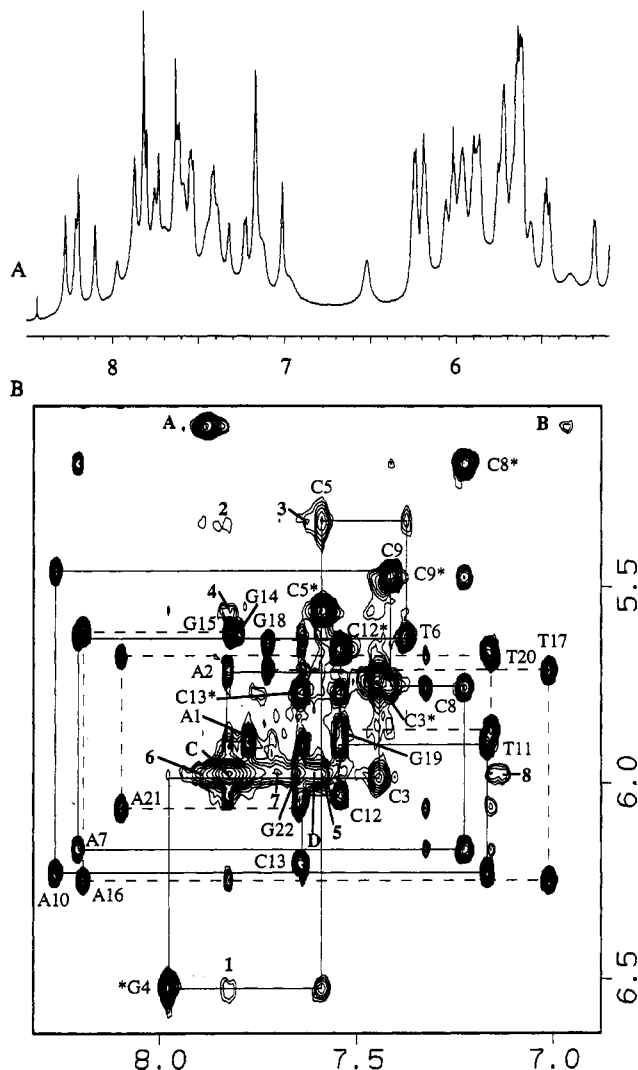 A
8 7 6
B
A B
C8*
2 3 C5
5.5
C9
C9*
4 G14 C5*
G15 G18 C12* T6 T20 T17
A2
C13* C3* C8
A1
6 C G19 T11
6.0
7 C3 8
A21 G22 C12
D 5
A7
C13
A10 A16
6.5
*G4 1
8.0 7.5 7.0